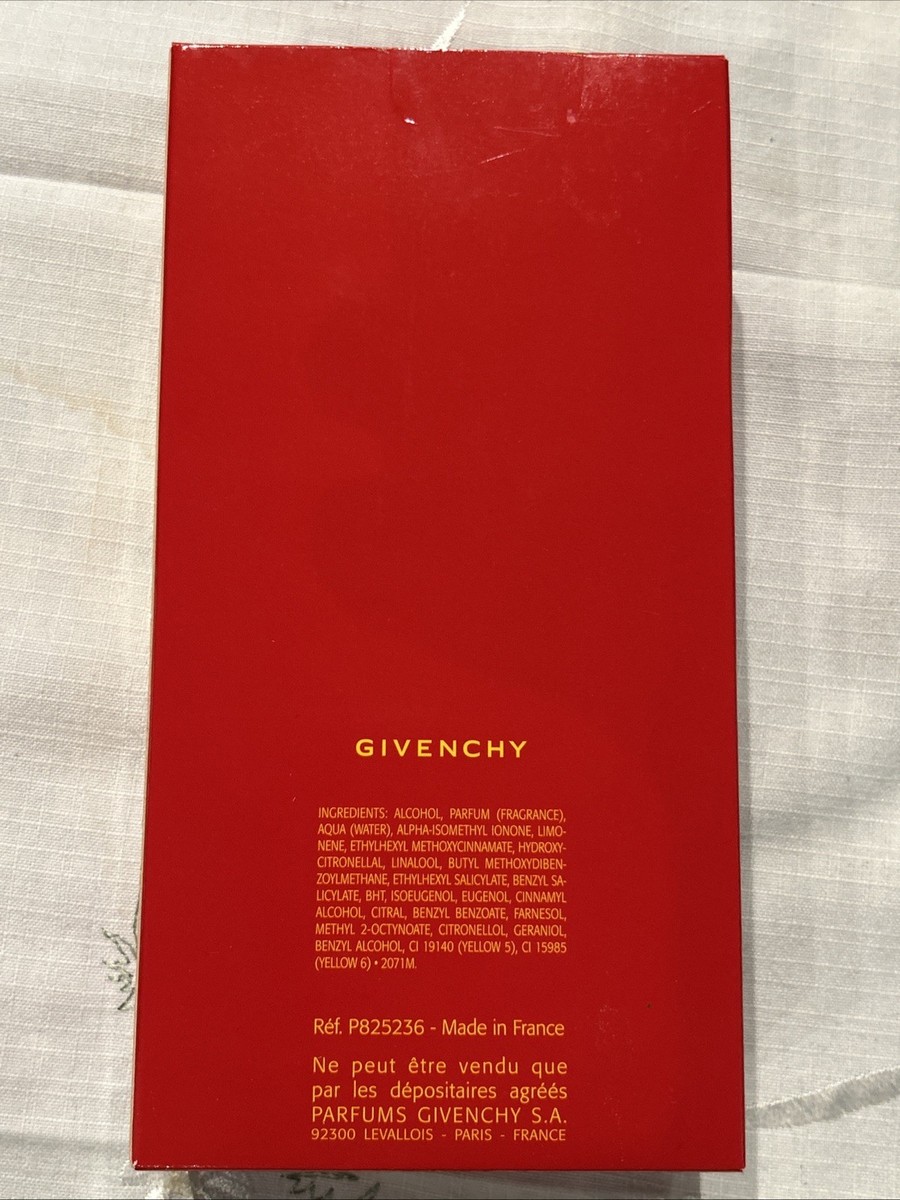 GIVENCHY
INGREDIENTS: ALCOHOL, PARFUM (FRAGRANCE),
AQUA (WATER), ALPHA-ISOMETHYL IONONE, LIMO-
NENE, ETHYLHEXYL METHOXYCINNAMATE, HYDROXY-
CITRONELLAL, LINALOOL, BUTYL METHOXYDIBEN-
ZOYLMETHANE, ETHYLHEXYL SALICYLATE, BENZYL SA-
LICYLATE, BHT, ISOEUGENOL, EUGENOL, CINNAMYL
ALCOHOL, CITRAL, BENZYL BENZOATE, FARNESOL,
METHYL 2-OCTYNOATE, CITRONELLOL, GERANIOL,
BENZYL ALCOHOL, CI 19140 (YELLOW 5), CI 15985
(YELLOW 6) • 2071M.
Réf. P825236 - Made in France
Ne peut être vendu que
par les dépositaires agréés
PARFUMS GIVENCHY S.A.
92300 LEVALLOIS - PARIS - FRANCE